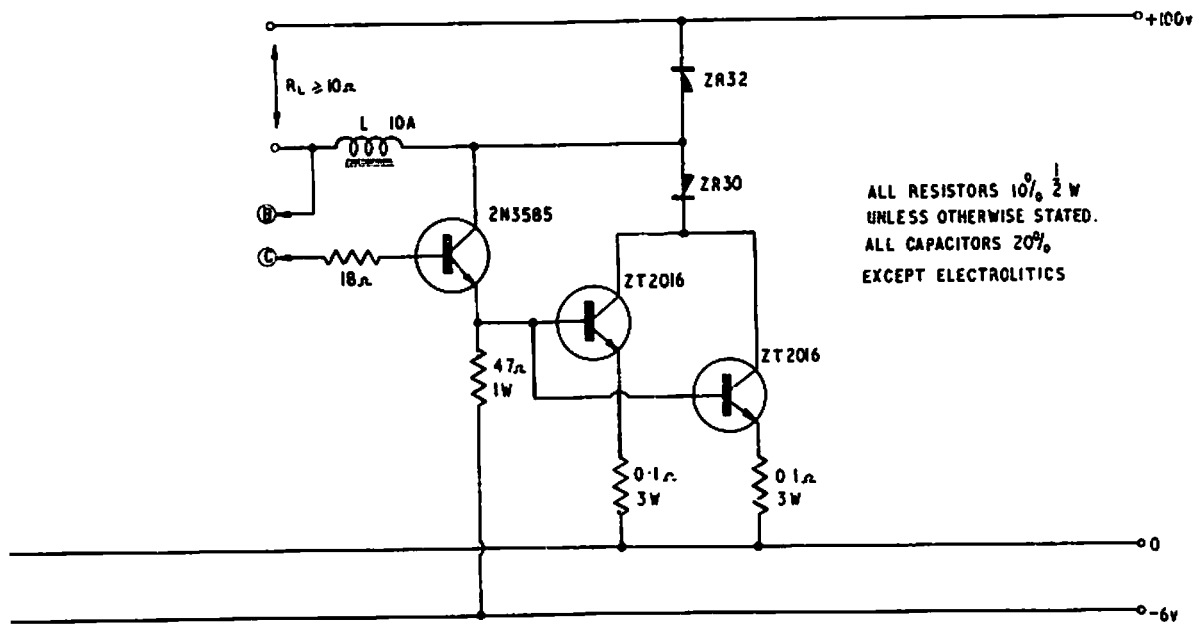 +100v
ZR32
R_L ≥ 10Ω
L 10A
ZR30
ALL RESISTORS 10% ½ W
UNLESS OTHERWISE STATED.
ALL CAPACITORS 20%
EXCEPT ELECTROLITICS
B
2N3585
C
18Ω
ZT2016
ZT2016
47Ω
1W
0·1Ω
3W
0·1Ω
3W
0
-6v